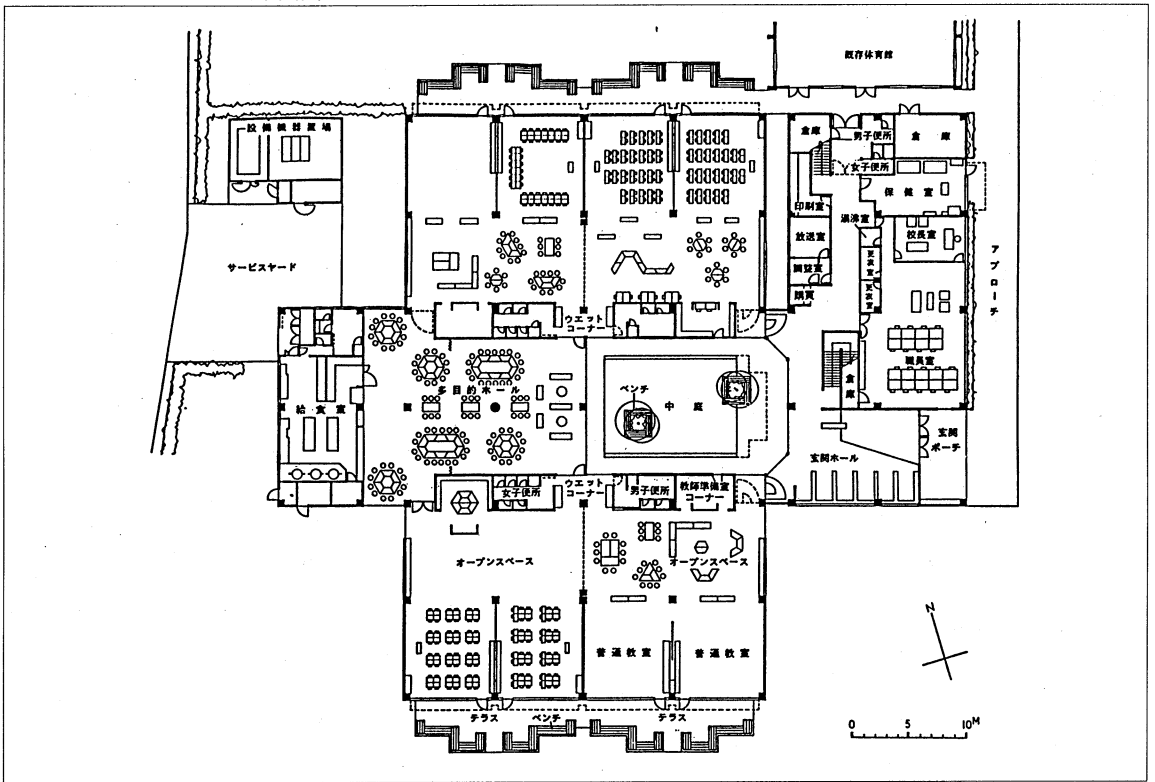 既存体育館
設備機器置場
倉庫
男子便所
倉庫
女子便所
保健室
印刷室
湯沸室
放送室
校長室
更衣室
調整室
購買
更衣室
アプローチ
サービスヤード
ウエット
コーナー
職員室
倉庫
多目的ホール
ベンチ
中庭
給食室
玄関
ポーチ
玄関ホール
女子便所
ウエット
コーナー
男子便所
教師準備室
コーナー
オープンスペース
オープンスペース
普通教室
普通教室
テラス
ベンチ
テラス
N
0 5 10M